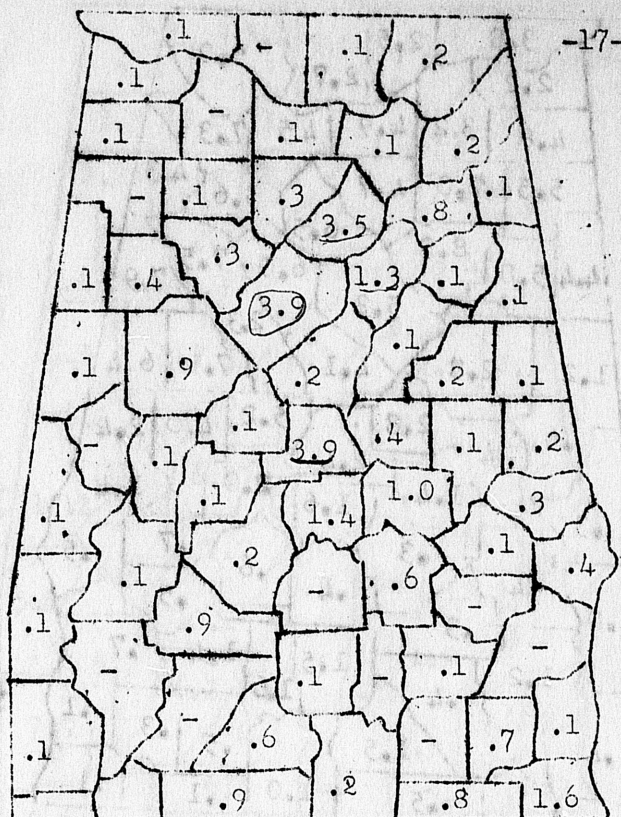 .1 - .1 .2 -17-
.1
.1 - .1 .1 .2
- .1 .3 3.5 .8 .1
.3 1.3 .1
.1 .4 3.9 .1
.1 .9 .2 .1 .2 .1
- .1 3.9 .4 .1 .2
.1 .1 .1 1.4 1.0 .3
.1 .2 - .6 .1 .4
.1 .9 - -
- .1 - .1
.1 - .6 - .7 .1
.9 .2 .8 1.6